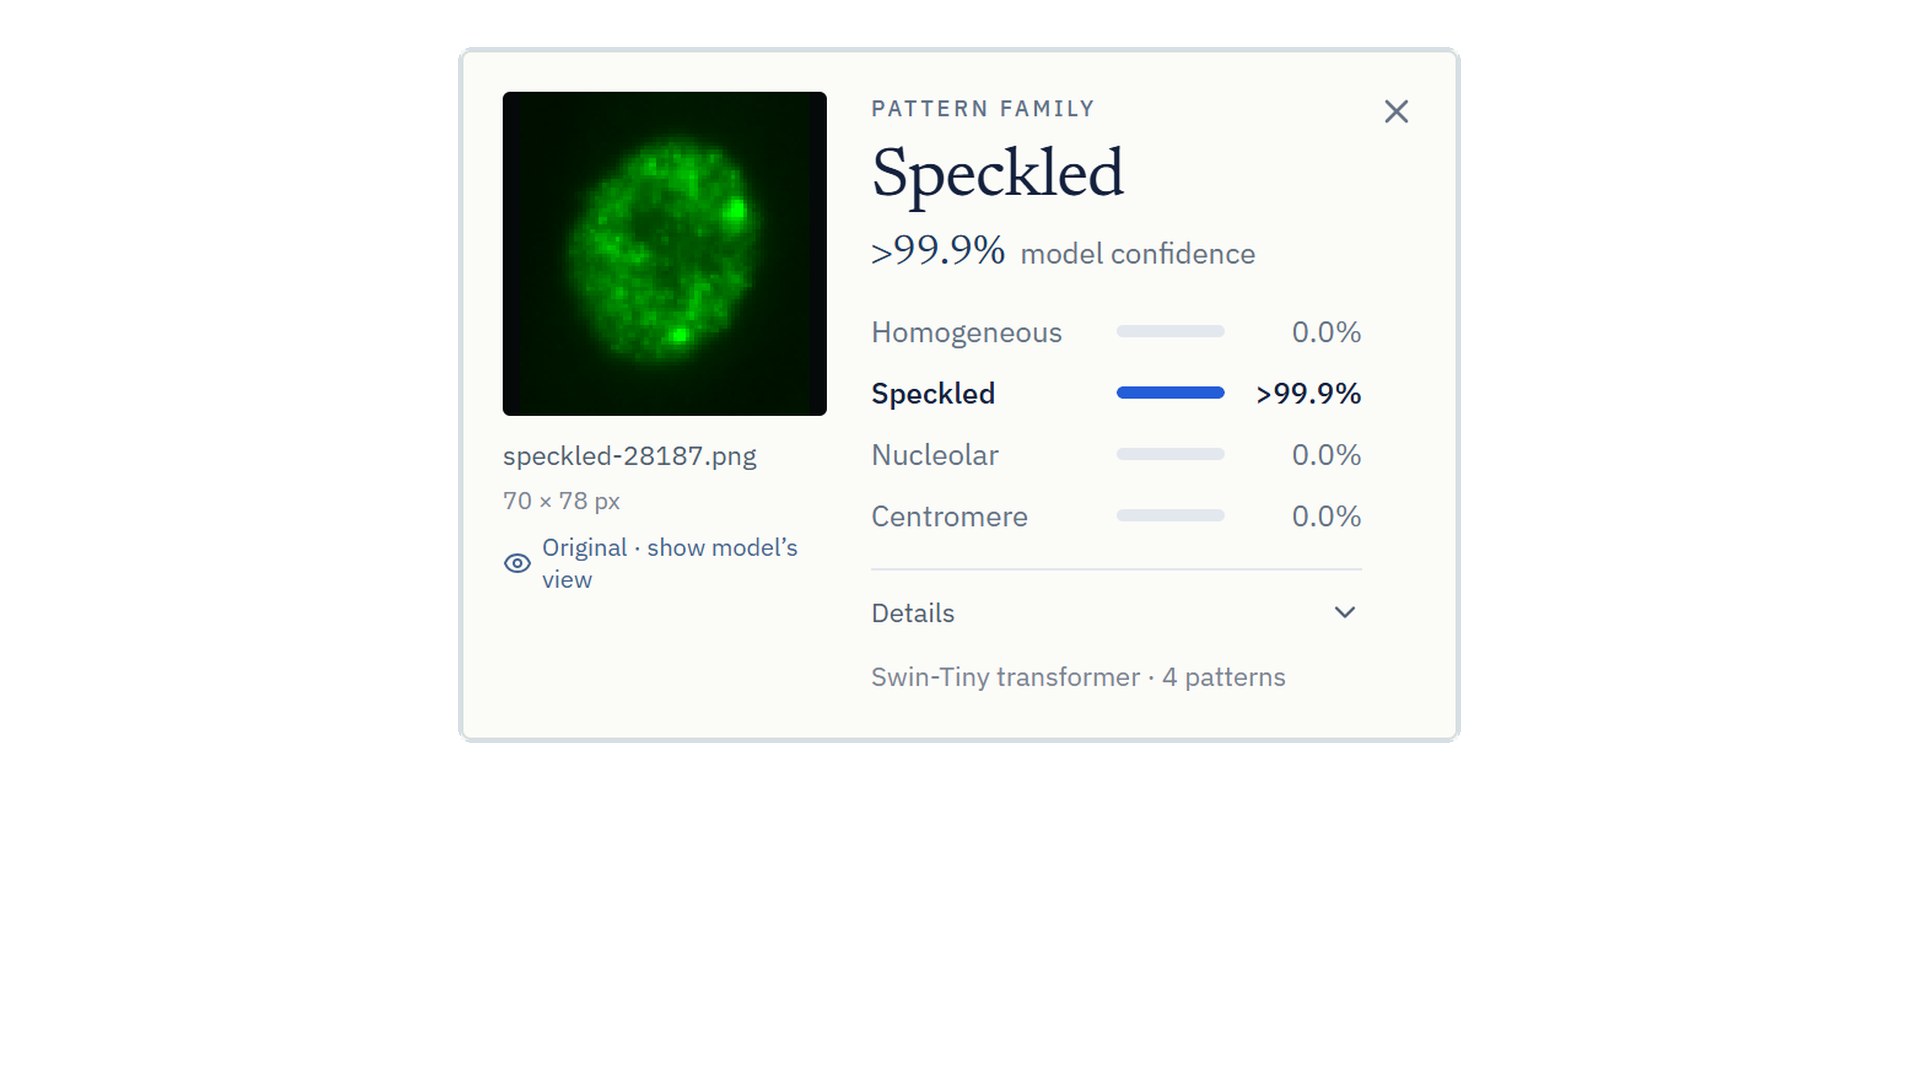 PATTERN FAMILY
Speckled
>99.9% model confidence
Homogeneous 0.0%
Speckled >99.9%
Nucleolar 0.0%
Centromere 0.0%
Details
Swin-Tiny transformer · 4 patterns
speckled-28187.png
70 × 78 px
Original · show model’s
view